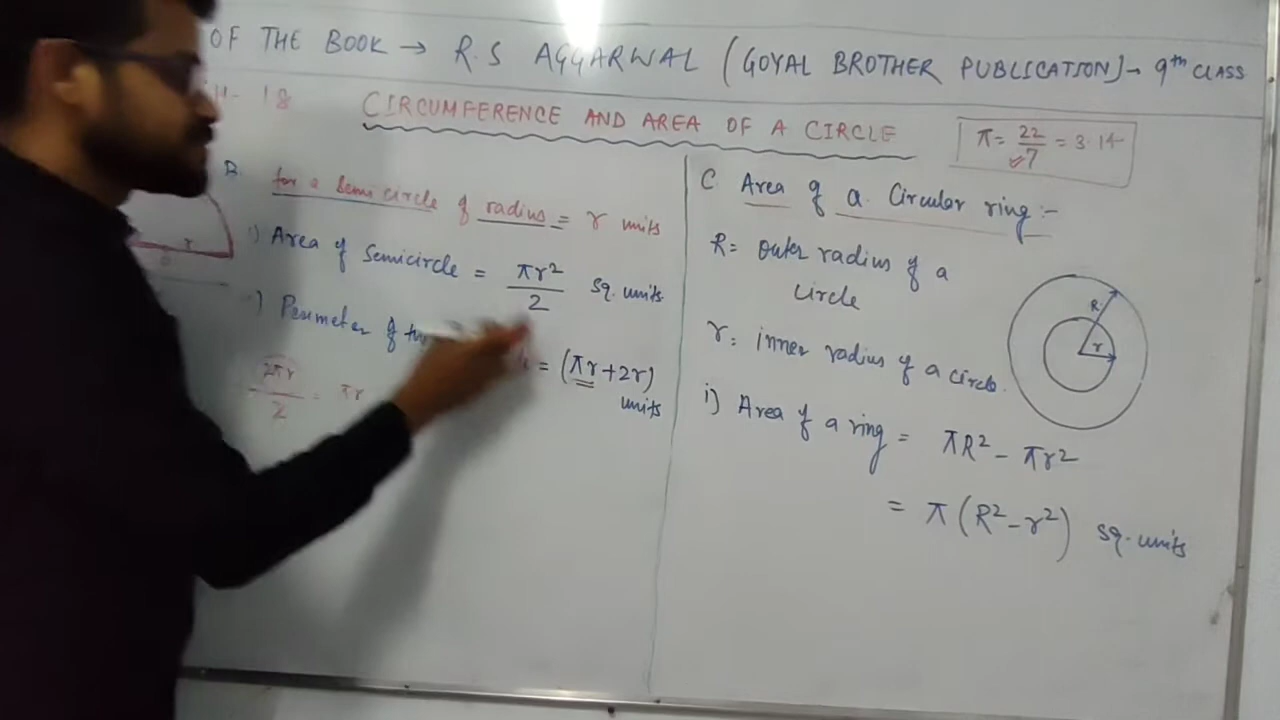 OF THE BOOK → R.S AGGARWAL (GOYAL BROTHER PUBLICATION) → 9th CLASS
18 CIRCUMFERENCE AND AREA OF A CIRCLE
π = 22/7 = 3.14
B. for a Semi circle of radius = r units
r
i) Area of Semicircle = πr²/2 sq. units
Perimeter of the = (πr+2r) units
2πr/2 = πr
C. Area of a Circular ring :-
R = outer radius of a
circle
r = inner radius of a circle.
R
r
i) Area of a ring = πR² - πr²
= π(R² - r²) sq. units